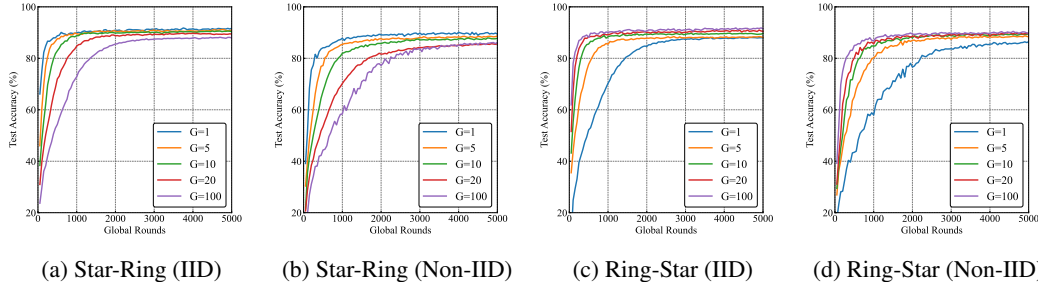 100
80
60
40
20
Test Accuracy (%)
G=1
G=5
G=10
G=20
G=100
0 1000 2000 3000 4000 5000
Global Rounds
(a) Star-Ring (IID)
100
80
60
40
20
Test Accuracy (%)
G=1
G=5
G=10
G=20
G=100
0 1000 2000 3000 4000 5000
Global Rounds
(b) Star-Ring (Non-IID)
100
80
60
40
20
Test Accuracy (%)
G=1
G=5
G=10
G=20
G=100
0 1000 2000 3000 4000 5000
Global Rounds
(c) Ring-Star (IID)
100
80
60
40
20
Test Accuracy (%)
G=1
G=5
G=10
G=20
G=100
0 1000 2000 3000 4000 5000
Global Rounds
(d) Ring-Star (Non-IID)